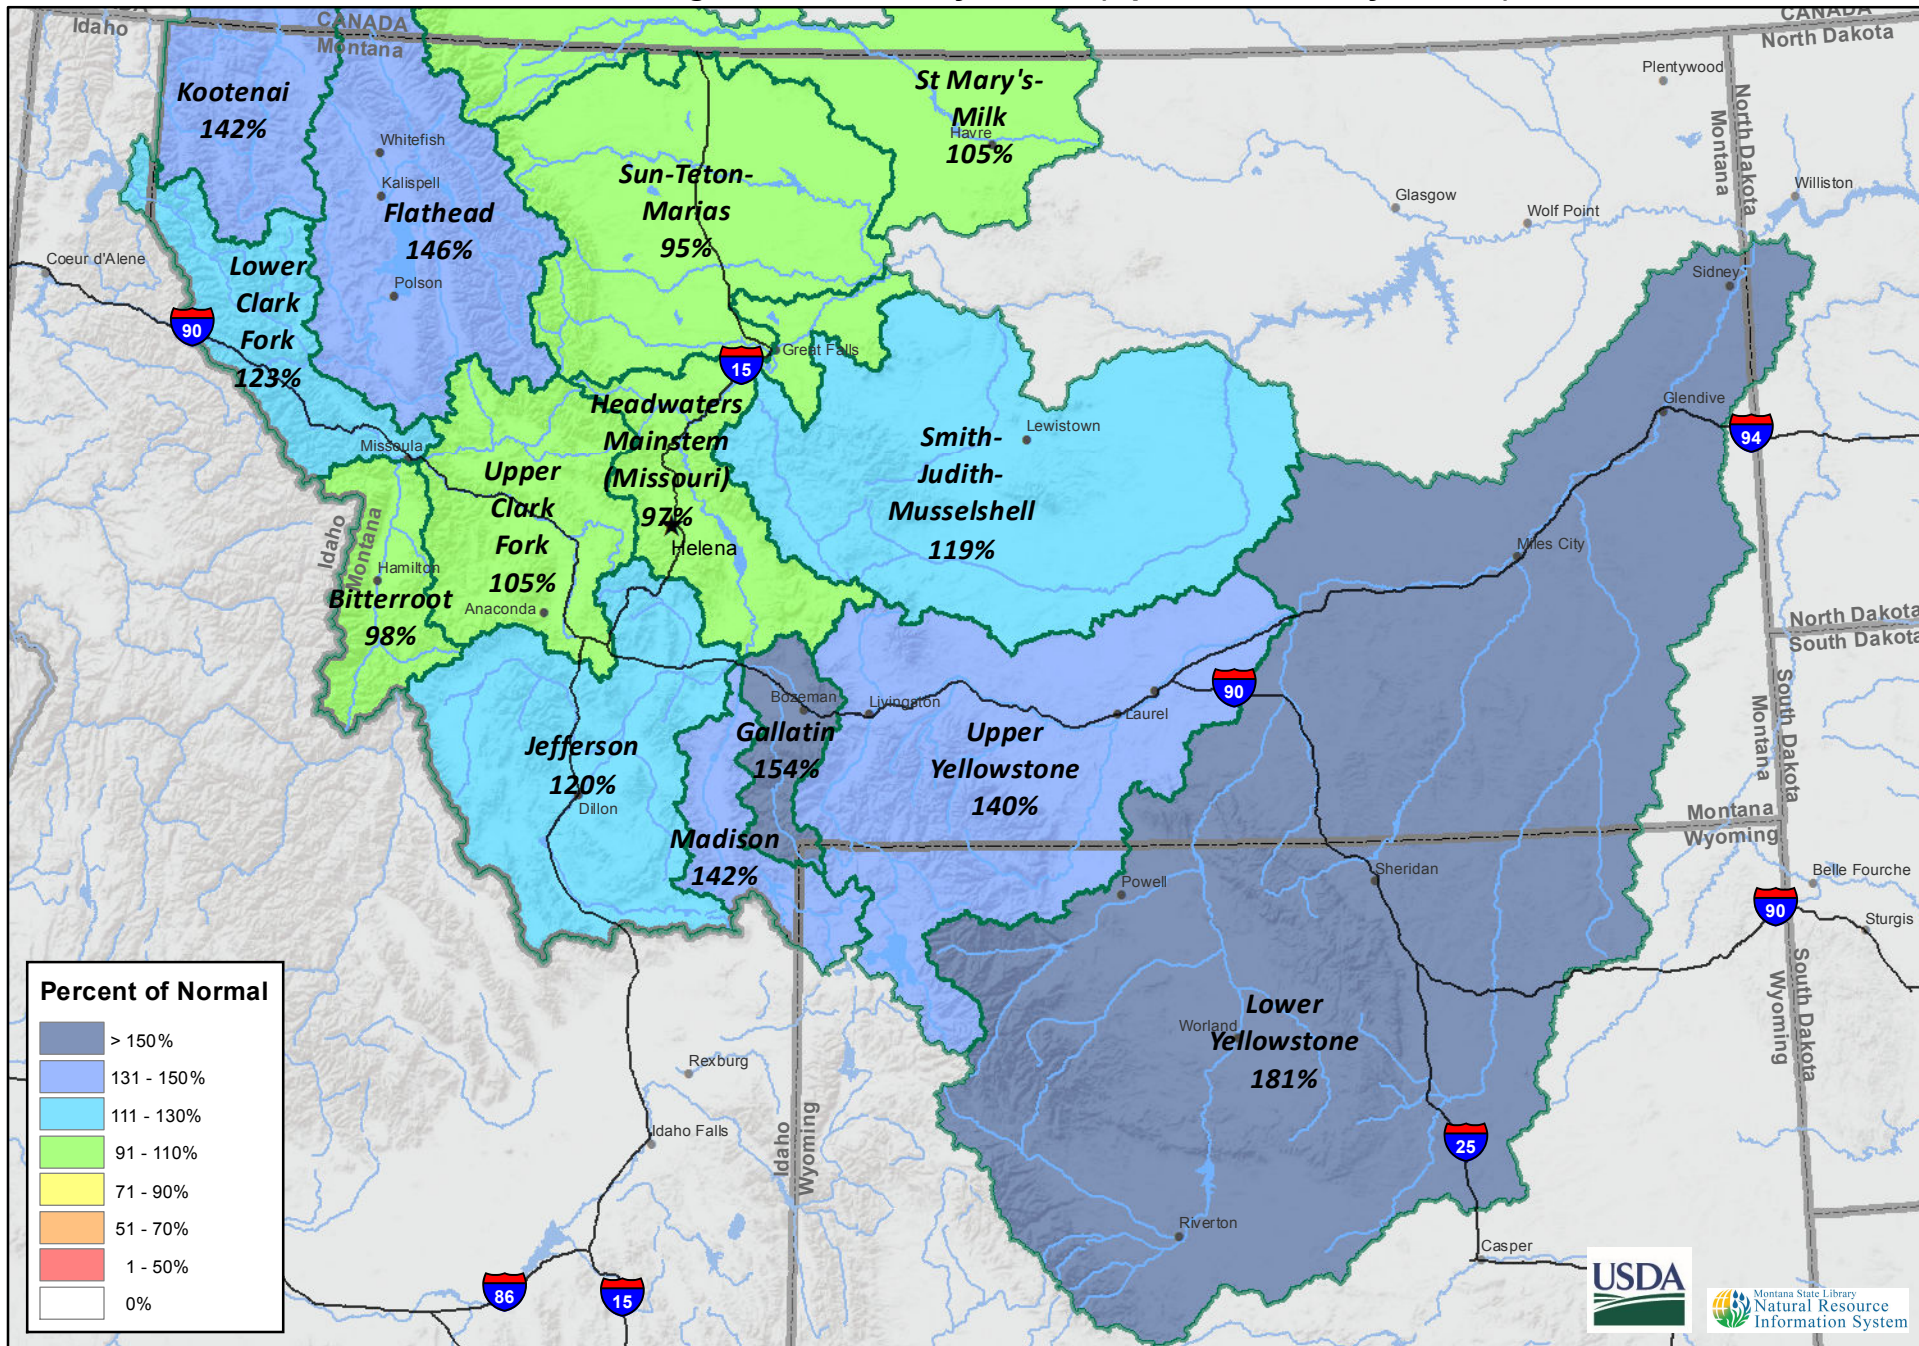 CANADA
Idaho
CANADA
Montana
CANADA
North Dakota
Kootenai
142%
Whitefish
Kalispell
Flathead
146%
Polson
St Mary's-
Milk
Havre
105%
Sun-Teton-
Marias
95%
Plentywood
North Dakota
Montana
Williston
Glasgow
Wolf Point
Sidney
Coeur d'Alene
Lower
Clark
Fork
123%
90
Great Falls
15
Headwaters
Mainstem
(Missouri)
97%
Helena
Missoula
Upper
Clark
Fork
105%
Anaconda
Idaho
Montana
Hamilton
Bitterroot
98%
Lewistown
Smith-
Judith-
Musselshell
119%
Glendive
94
Miles City
North Dakota
South Dakota
South Dakota
Montana
Bozeman
Livingston
Laurel
90
Gallatin
154%
Upper
Yellowstone
140%
Jefferson
120%
Dillon
Madison
142%
Montana
Wyoming
Powell
Sheridan
Belle Fourche
90
Sturgis
South Dakota
Wyoming
Worland
Lower
Yellowstone
181%
Rexburg
Idaho Falls
Idaho
Wyoming
25
Riverton
Casper
86
15
Percent of Normal
> 150%
131 - 150%
111 - 130%
91 - 110%
71 - 90%
51 - 70%
1 - 50%
0%
USDA
Montana State Library
Natural Resource
Information System